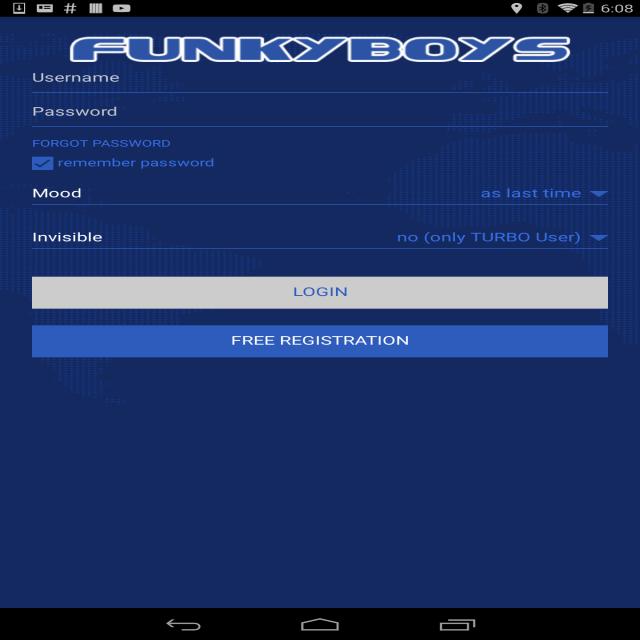 6:08
FUNKYBOYS
Username
Password
FORGOT PASSWORD
remember password
Mood as last time
Invisible no (only TURBO User)
LOGIN
FREE REGISTRATION